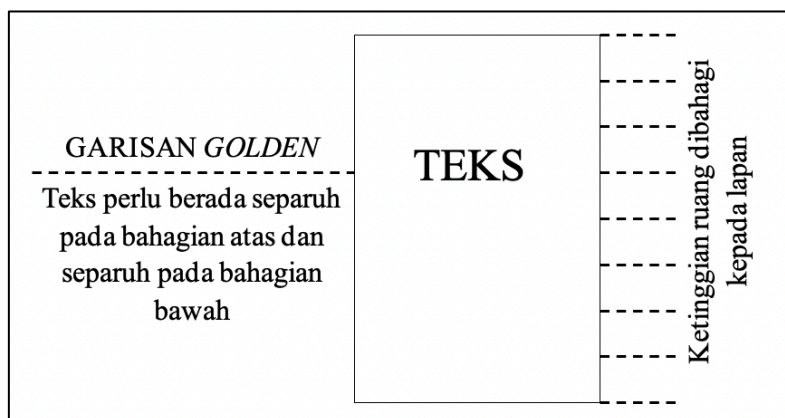 GARISAN GOLDEN
Teks perlu berada separuh
pada bahagian atas dan
separuh pada bahagian
bawah
TEKS
Ketinggian ruang dibahagi
kepada lapan